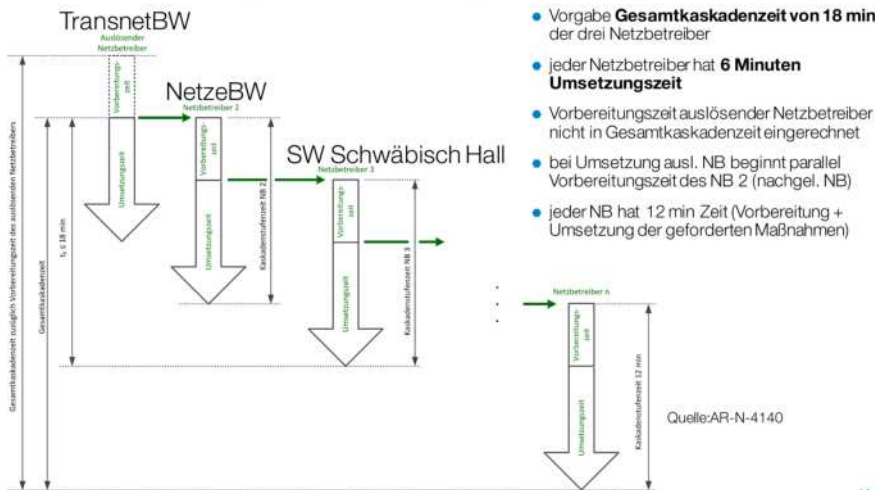 TransnetBW
Auslösender
Netzbetreiber
Vorbereitungs-
zeit
Umsetzungszeit
NetzeBW
Netzbetreiber 2
Vorbereitungs-
zeit
Umsetzungszeit
SW Schwäbisch Hall
Netzbetreiber 3
Vorbereitungs-
zeit
Umsetzungszeit
Netzbetreiber n
Vorbereitungs-
zeit
Umsetzungszeit
Gesamtkaskadenzeit zuzüglich Vorbereitungszeit des auslösenden Netzbetreibers
Gesamtkaskadenzeit
≤ 18 min
Kaskadenstufenzeit NB 2
Kaskadenstufenzeit NB 3
Kaskadenstufenzeit 12 min
• Vorgabe Gesamtkaskadenzeit von 18 min
der drei Netzbetreiber
• jeder Netzbetreiber hat 6 Minuten
Umsetzungszeit
• Vorbereitungszeit auslösender Netzbetreiber
nicht in Gesamtkaskadenzeit eingerechnet
• bei Umsetzung ausl. NB beginnt parallel
Vorbereitungszeit des NB 2 (nachgel. NB)
• jeder NB hat 12 min Zeit (Vorbereitung +
Umsetzung der geforderten Maßnahmen)
Quelle:AR-N-4140